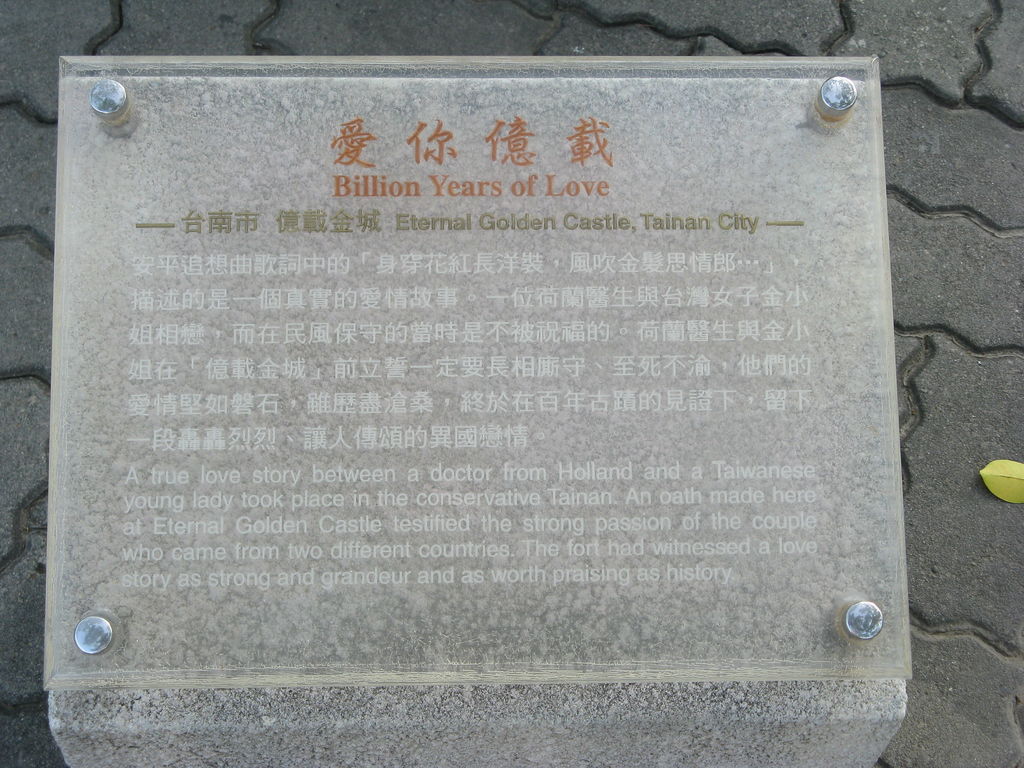 愛你億載
Billion Years of Love
台南市 億載金城 Eternal Golden Castle, Tainan City
安平追想曲歌詞中的「身穿花紅長洋裝，風吹金髮思情郎⋯」，
描述的是一個真實的愛情故事。一位荷蘭醫生與台灣女子金小
姐相戀，而在民風保守的當時是不被祝福的。荷蘭醫生與金小
姐在「億載金城」前立誓一定要長相廝守、至死不渝，他們的
愛情堅如磐石，雖歷盡滄桑，終於在百年古蹟的見證下，留下
一段轟轟烈烈、讓人傳頌的異國戀情。
A true love story between a doctor from Holland and a Taiwanese
young lady took place in the conservative Tainan. An oath made here
at Eternal Golden Castle testified the strong passion of the couple
who came from two different countries. The fort had witnessed a love
story as strong and grandeur and as worth praising as history.